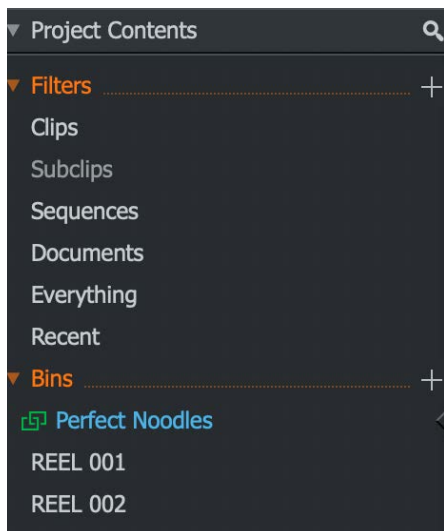 Project Contents
Filters
Clips
Subclips
Sequences
Documents
Everything
Recent
Bins
Perfect Noodles
REEL 001
REEL 002